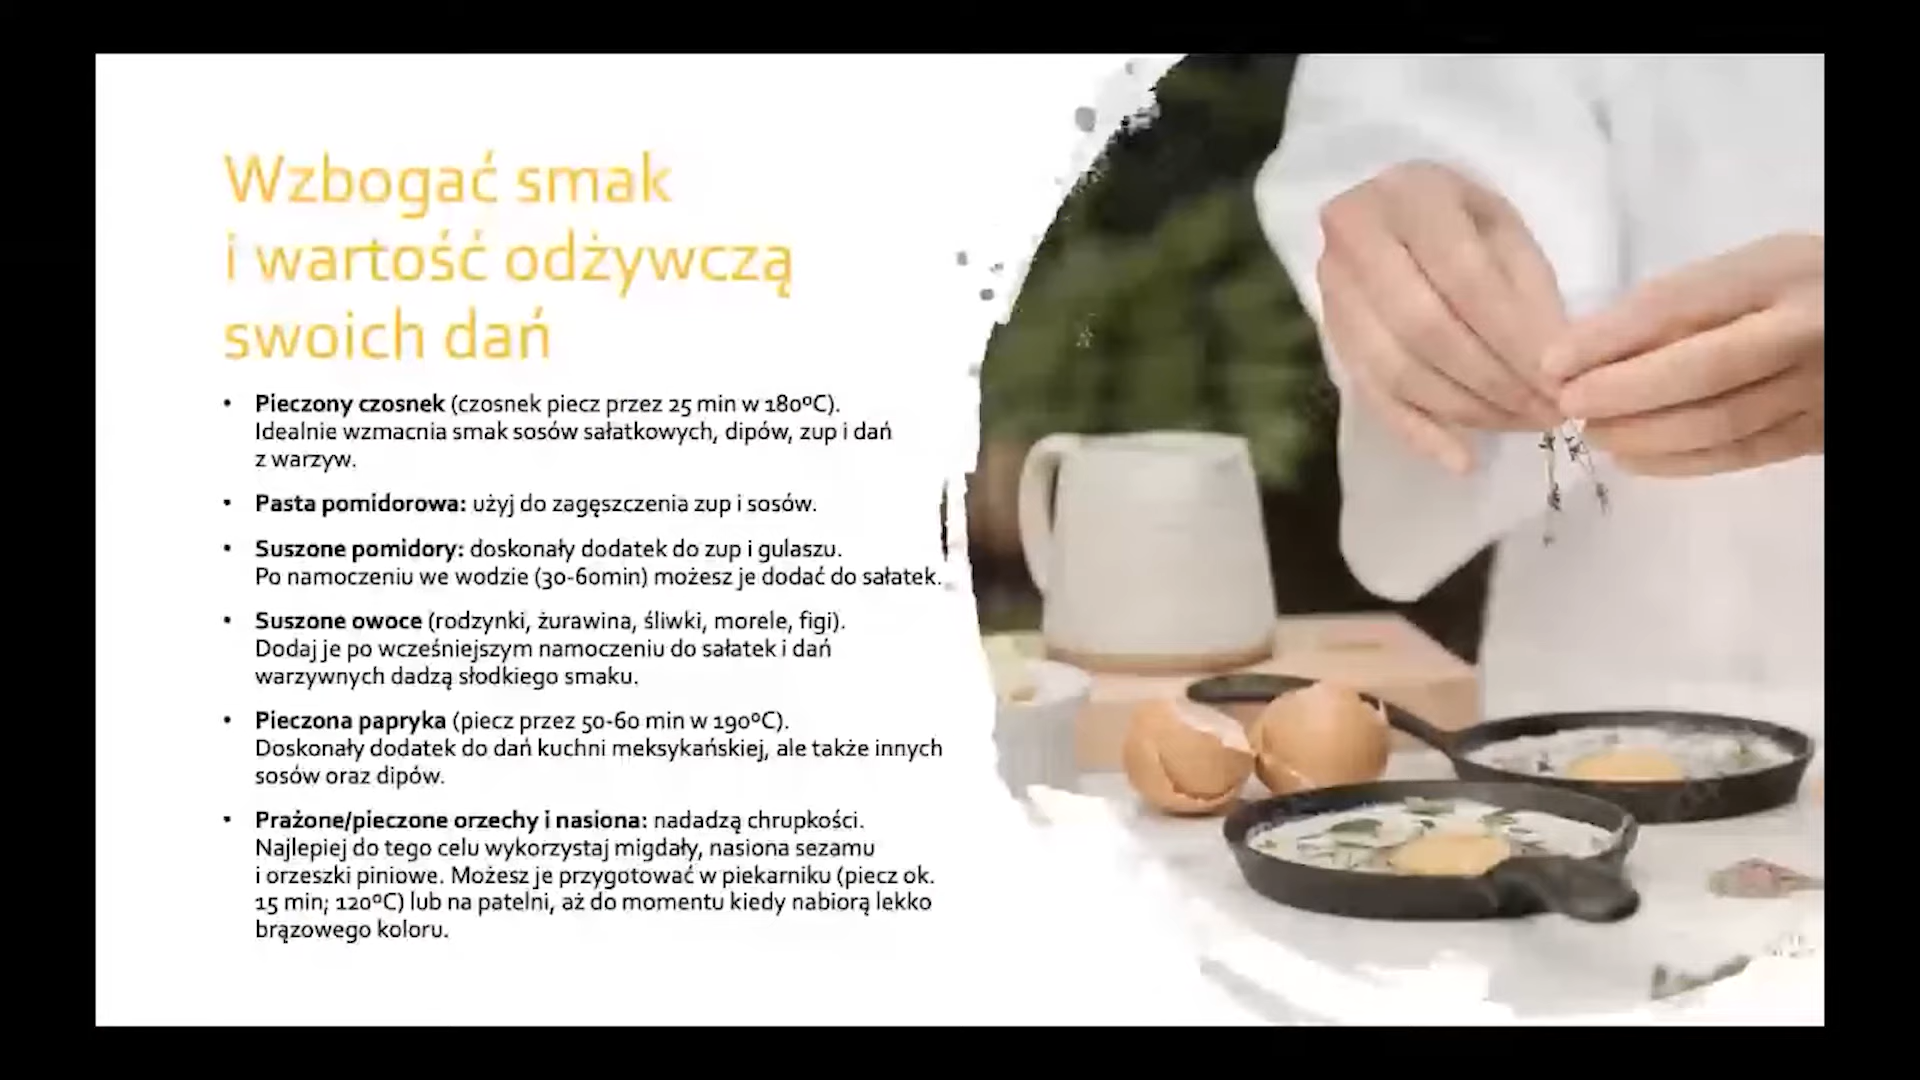 Wzbogać smak
i wartość odżywczą
swoich dań
• Pieczony czosnek (czosnek piecz przez 25 min w 180ºC).
Idealnie wzmacnia smak sosów sałatkowych, dipów, zup i dań
z warzyw.
• Pasta pomidorowa: użyj do zagęszczenia zup i sosów.
• Suszone pomidory: doskonały dodatek do zup i gulaszu.
Po namoczeniu we wodzie (30-60min) możesz je dodać do sałatek.
• Suszone owoce (rodzynki, żurawina, śliwki, morele, figi).
Dodaj je po wcześniejszym namoczeniu do sałatek i dań
warzywnych dadzą słodkiego smaku.
• Pieczona papryka (piecz przez 50-60 min w 190ºC).
Doskonały dodatek do dań kuchni meksykańskiej, ale także innych
sosów oraz dipów.
• Prażone/pieczone orzechy i nasiona: nadadzą chrupkości.
Najlepiej do tego celu wykorzystaj migdały, nasiona sezamu
i orzeszki piniowe. Możesz je przygotować w piekarniku (piecz ok.
15 min; 120ºC) lub na patelni, aż do momentu kiedy nabiorą lekko
brązowego koloru.